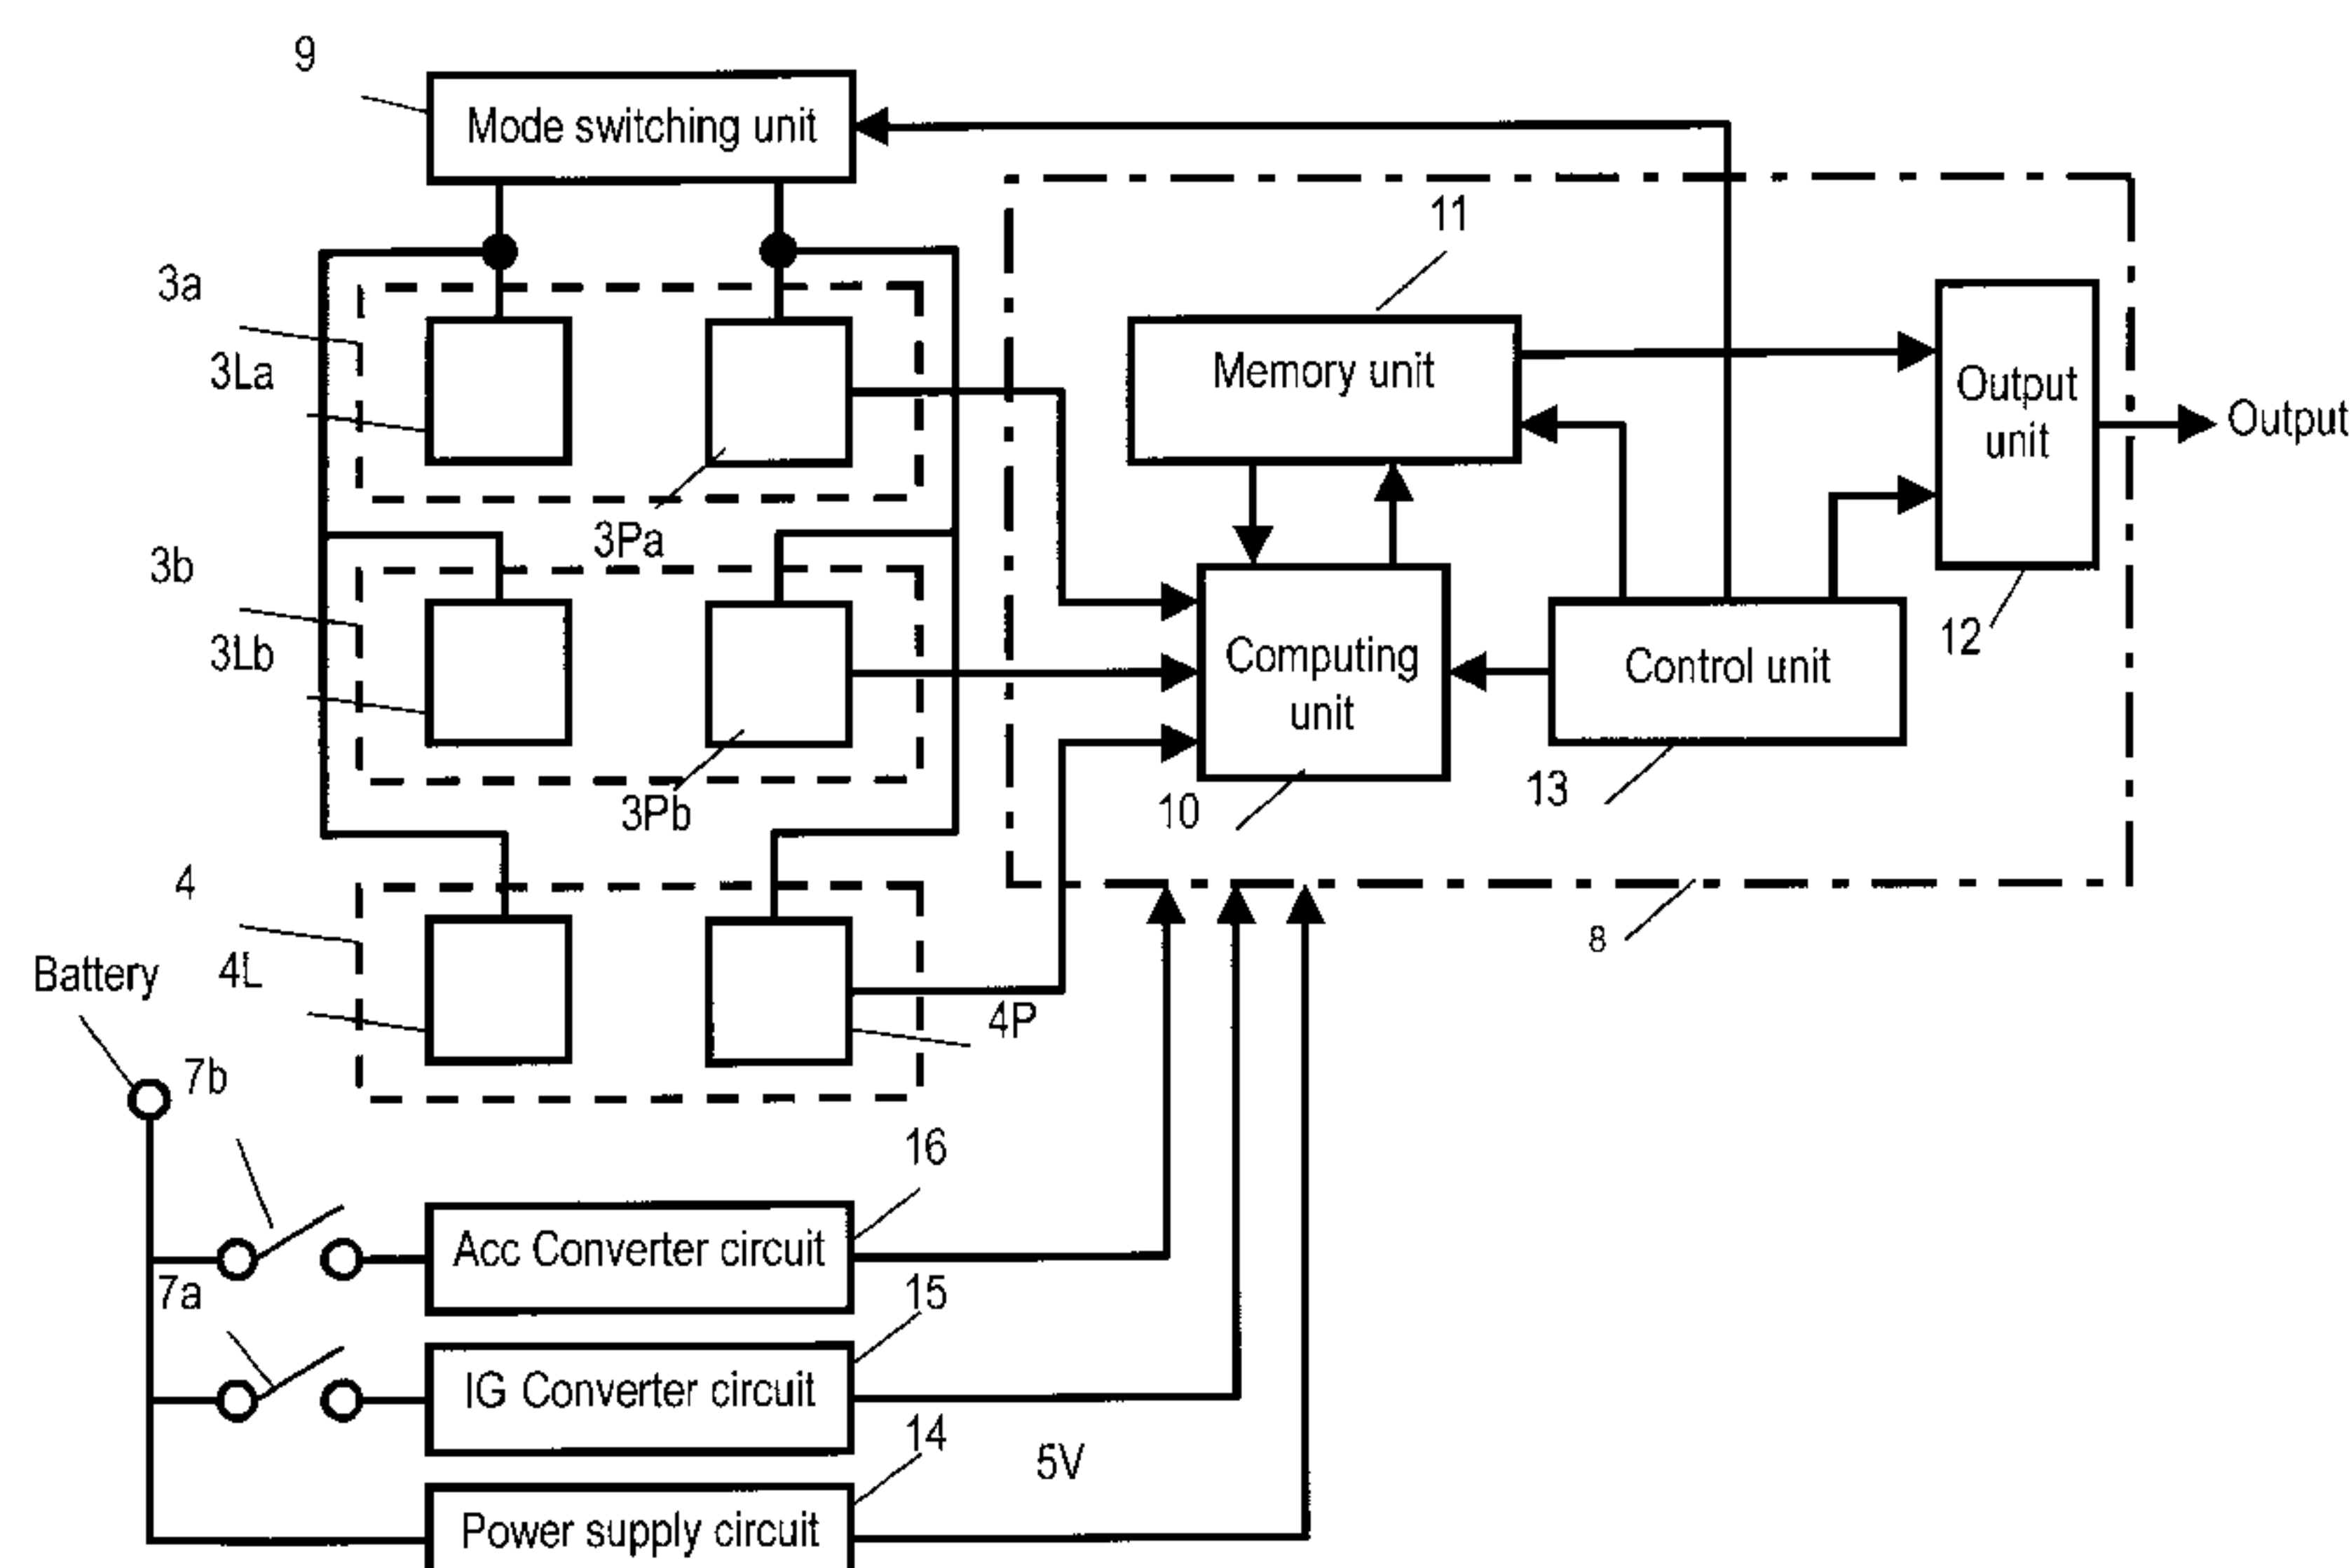 9
Mode switching unit
11
3a
3La
Memory unit
Output
unit
Output
3Pa
3b
3Lb
Computing
unit
Control unit
12
3Pb
10
13
4
8
Battery
4L
4P
7b
16
Acc Converter circuit
7a
15
IG Converter circuit
14
5V
Power supply circuit